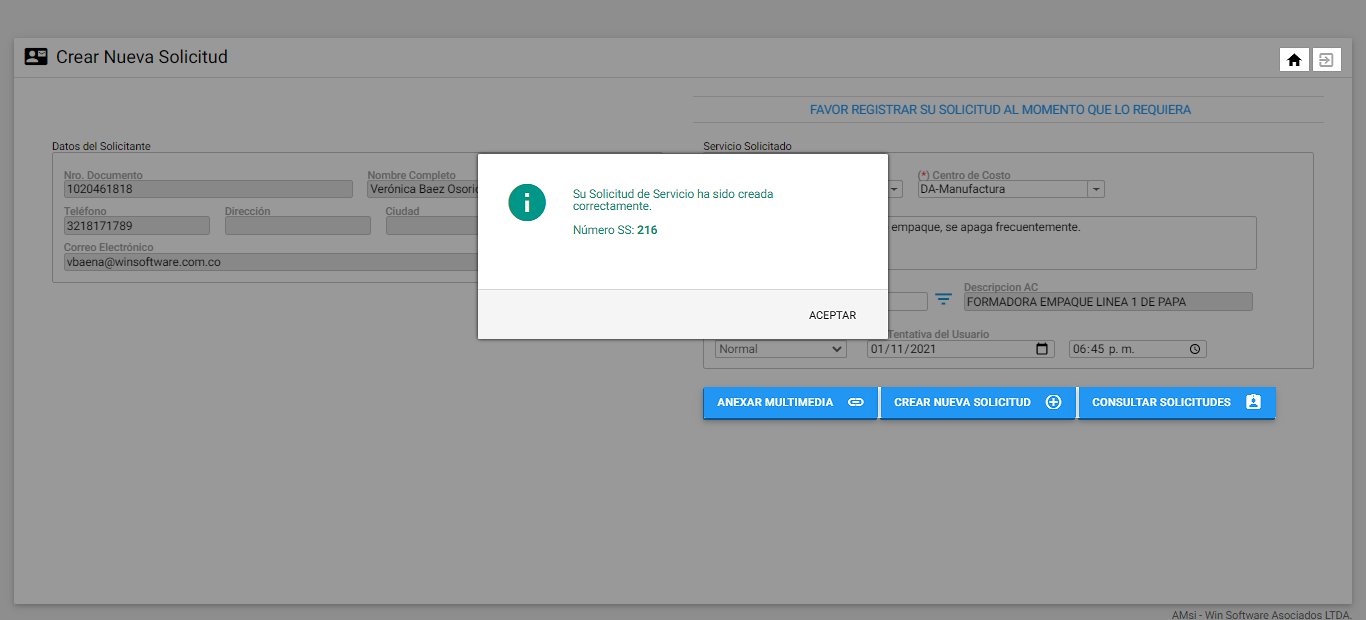 Crear Nueva Solicitud
FAVOR REGISTRAR SU SOLICITUD AL MOMENTO QUE LO REQUIERA
Datos del Solicitante
Nro. Documento
Nombre Completo
1020461818
Verónica Baez Osorio
Teléfono
Dirección
Ciudad
3218171789
Correo Electrónico
vbaena@winsoftware.com.co
Su Solicitud de Servicio ha sido creada
correctamente.
Número SS: 216
ACEPTAR
Servicio Solicitado
(*) Centro de Costo
DA-Manufactura
empaque, se apaga frecuentemente.
Descripcion AC
FORMADORA EMPAQUE LINEA 1 DE PAPA
Tentativa del Usuario
Normal
01/11/2021
06:45 p. m.
ANEXAR MULTIMEDIA
CREAR NUEVA SOLICITUD
CONSULTAR SOLICITUDES
AMsi - Win Software Asociados LTDA.